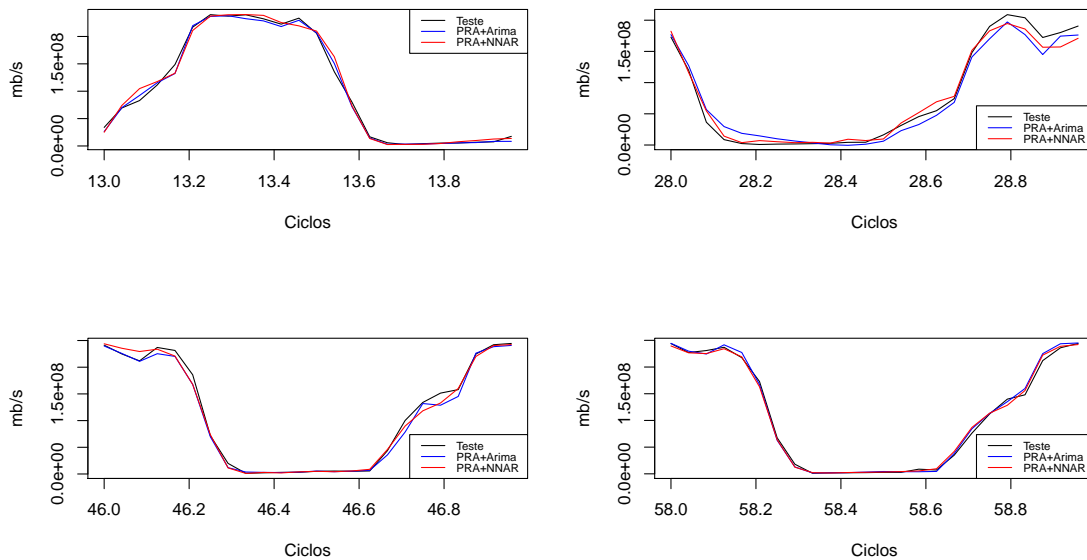 mb/s
0.0e+00
1.5e+08
13.0
13.2
13.4
13.6
13.8
Ciclos
Teste
PRA+Arima
PRA+NNAR
mb/s
0.0e+00
1.5e+08
28.0
28.2
28.4
28.6
28.8
Ciclos
Teste
PRA+Arima
PRA+NNAR
mb/s
0.0e+00
1.5e+08
46.0
46.2
46.4
46.6
46.8
Ciclos
Teste
PRA+Arima
PRA+NNAR
mb/s
0.0e+00
1.5e+08
58.0
58.2
58.4
58.6
58.8
Ciclos
Teste
PRA+Arima
PRA+NNAR